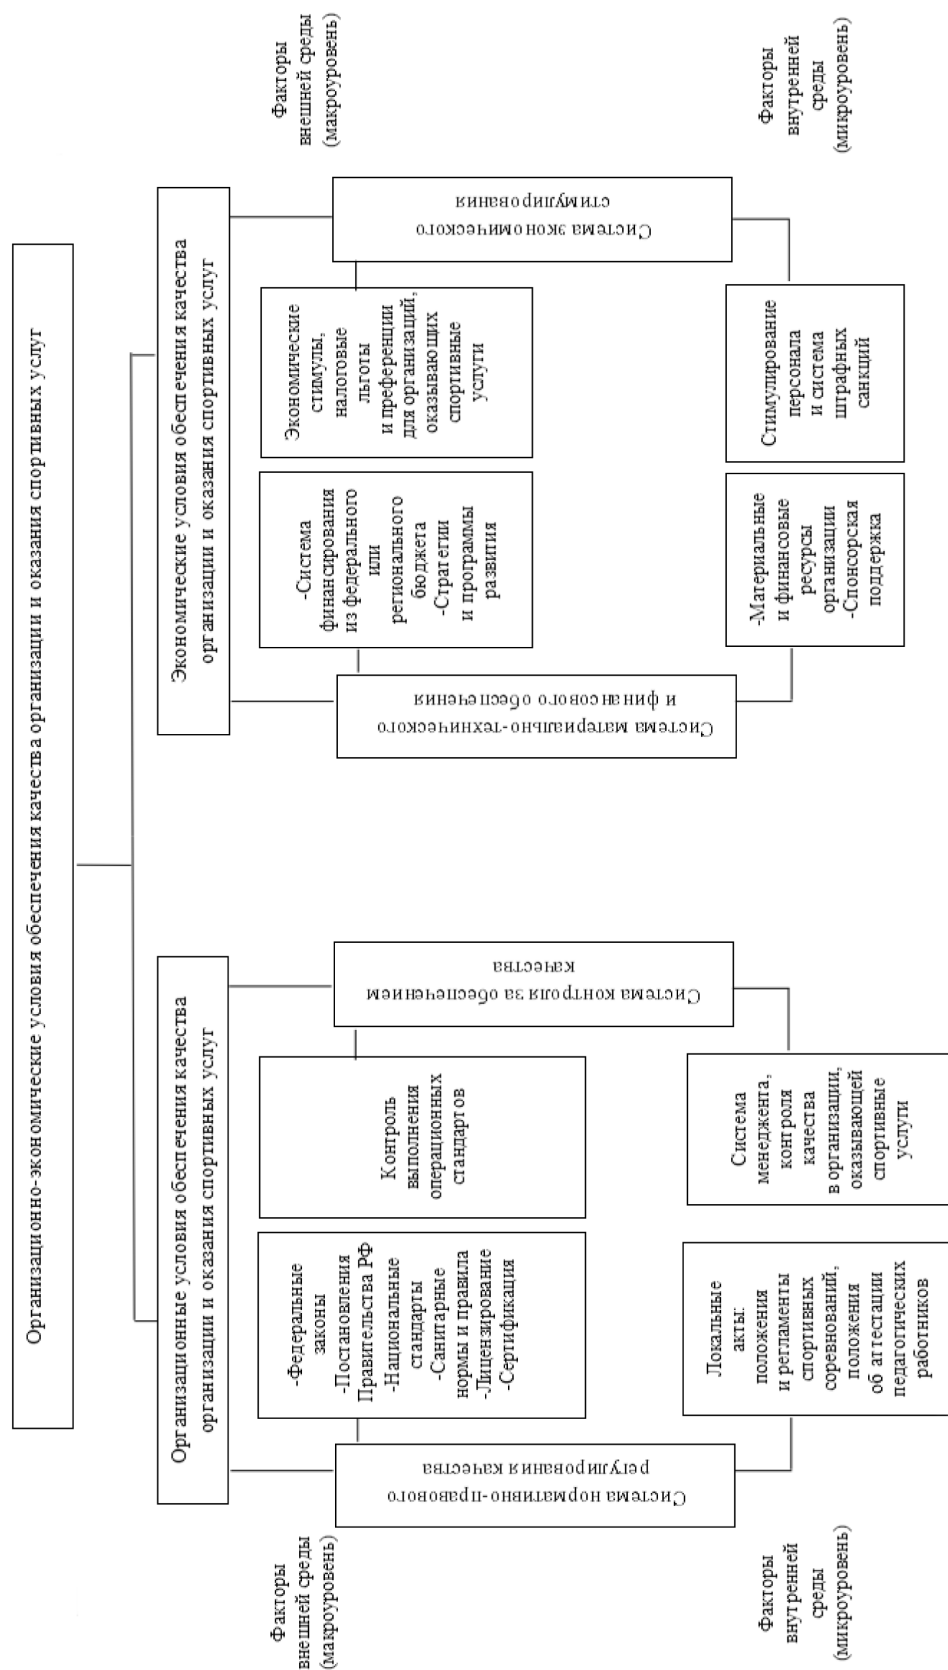 Организационно-экономические условия обеспечения качества организации и оказания спортивных услуг
Организационные условия обеспечения качества
организации и оказания спортивных услуг
Экономические условия обеспечения качества
организации и оказания спортивных услуг
Факторы
внешней среды
(макроуровень)
Система нормативно-правового
регулирования качества
-Федеральные
законы
-Постановления
Правительства РФ
-Национальные
стандарты
-Санитарные
нормы и правила
-Лицензирование
-Сертификация
Контроль
выполнения
операционных
стандартов
Система контроля за обеспечением
качества
Система материально-технического
и финансового обеспечения
-Система
финансирования
из федерального
или
регионального
бюджета
-Стратегии
и программы
развития
Экономические
стимулы,
налоговые
льготы
и преференции
для организаций,
оказывающих
спортивные
услуги
Система экономического
стимулирования
Факторы
внешней среды
(макроуровень)
Факторы
внутренней
среды
(микроуровень)
Локальные
акты:
положения
и регламенты
спортивных
соревнований,
положения
об аттестации
педагогических
работников
Система
менеджмента,
контроля
качества
в организации,
оказывающей
спортивные
услуги
-Материальные
и финансовые
ресурсы
организации
-Спонсорская
поддержка
Стимулирование
персонала
и система
штрафных
санкций
Факторы
внутренней
среды
(микроуровень)